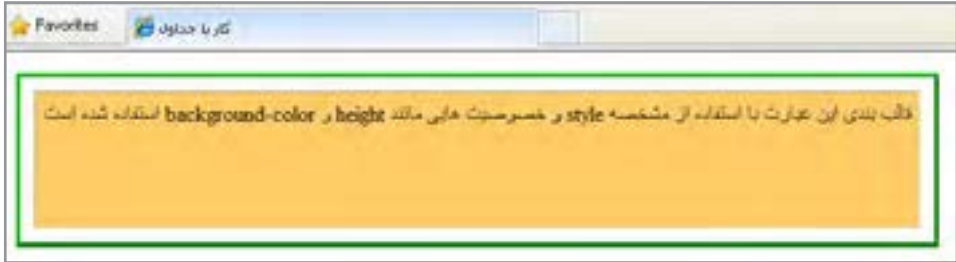 Favorites
کار با جداول
قالب بندی این عبارت با استفاده از مشخصه style و خصوصیت هایی مانند height و background-color استفاده شده است